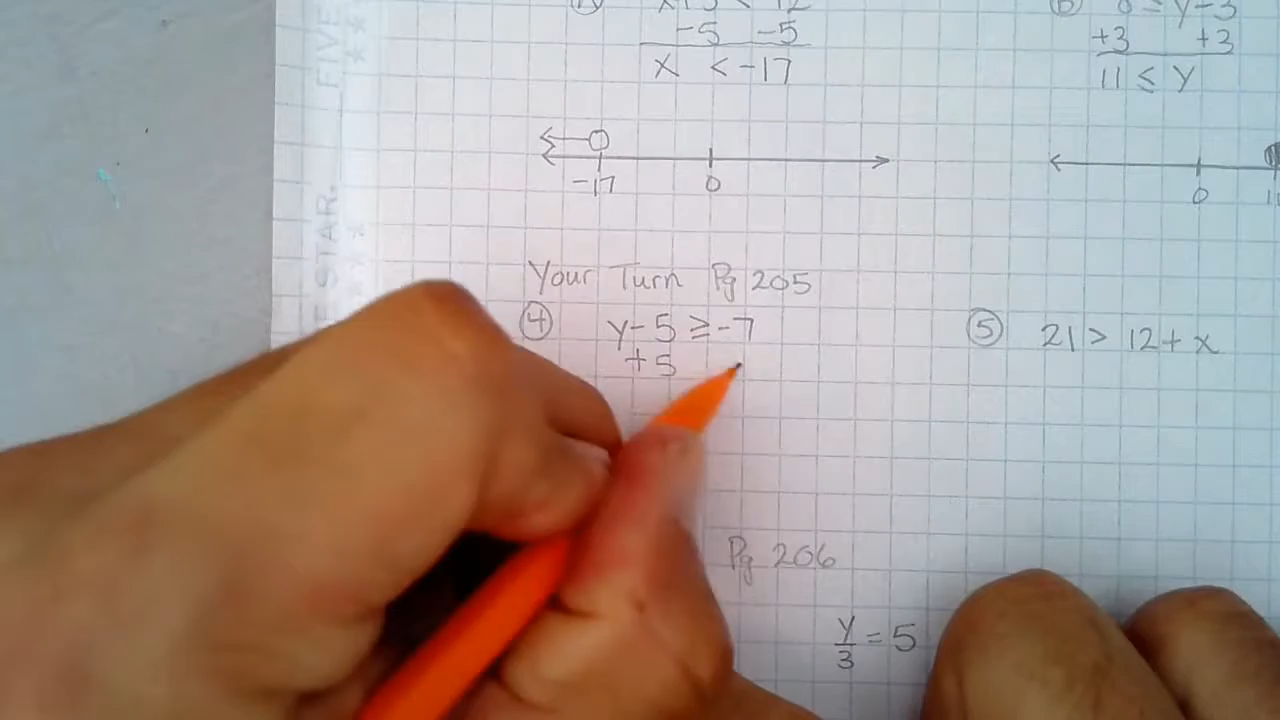 -5 -5
x < -17
+3 +3
11 ≤ y
-17 0
0
Your Turn Pg 205
④ y-5 ≥ -7
+5
⑤ 21 > 12 + x
Pg 206
y/3 = 5